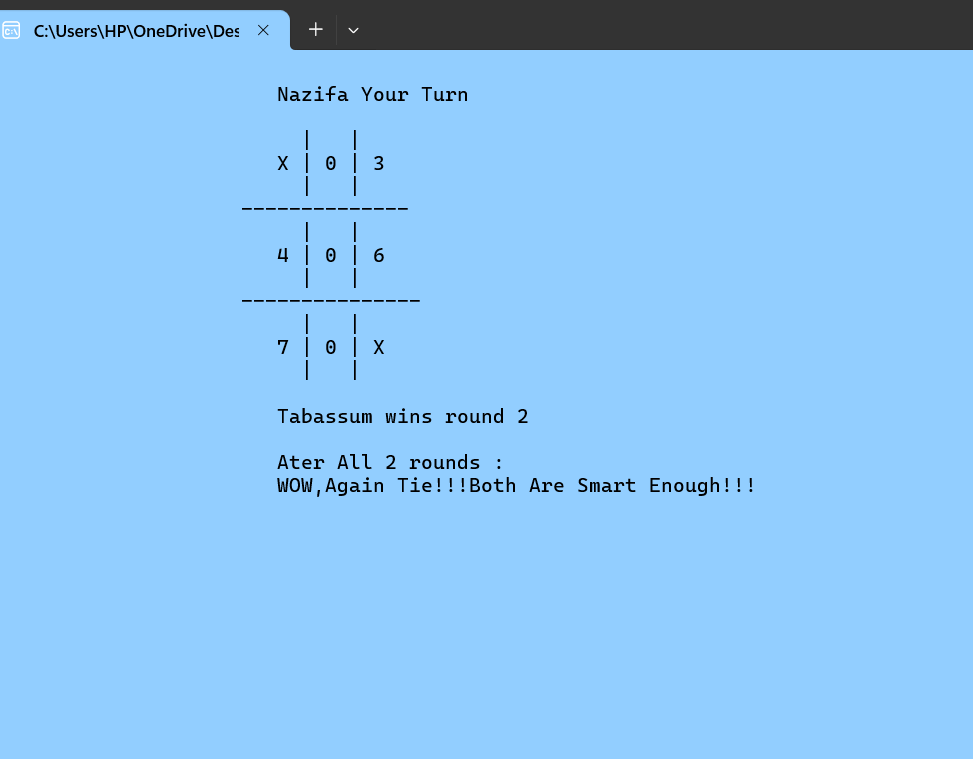 C:\Users\HP\OneDrive\Des
Nazifa Your Turn
| |
X | 0 | 3
| |
--------------
| |
4 | 0 | 6
| |
---------------
| |
7 | 0 | X
| |
Tabassum wins round 2
Ater All 2 rounds :
WOW,Again Tie!!!Both Are Smart Enough!!!